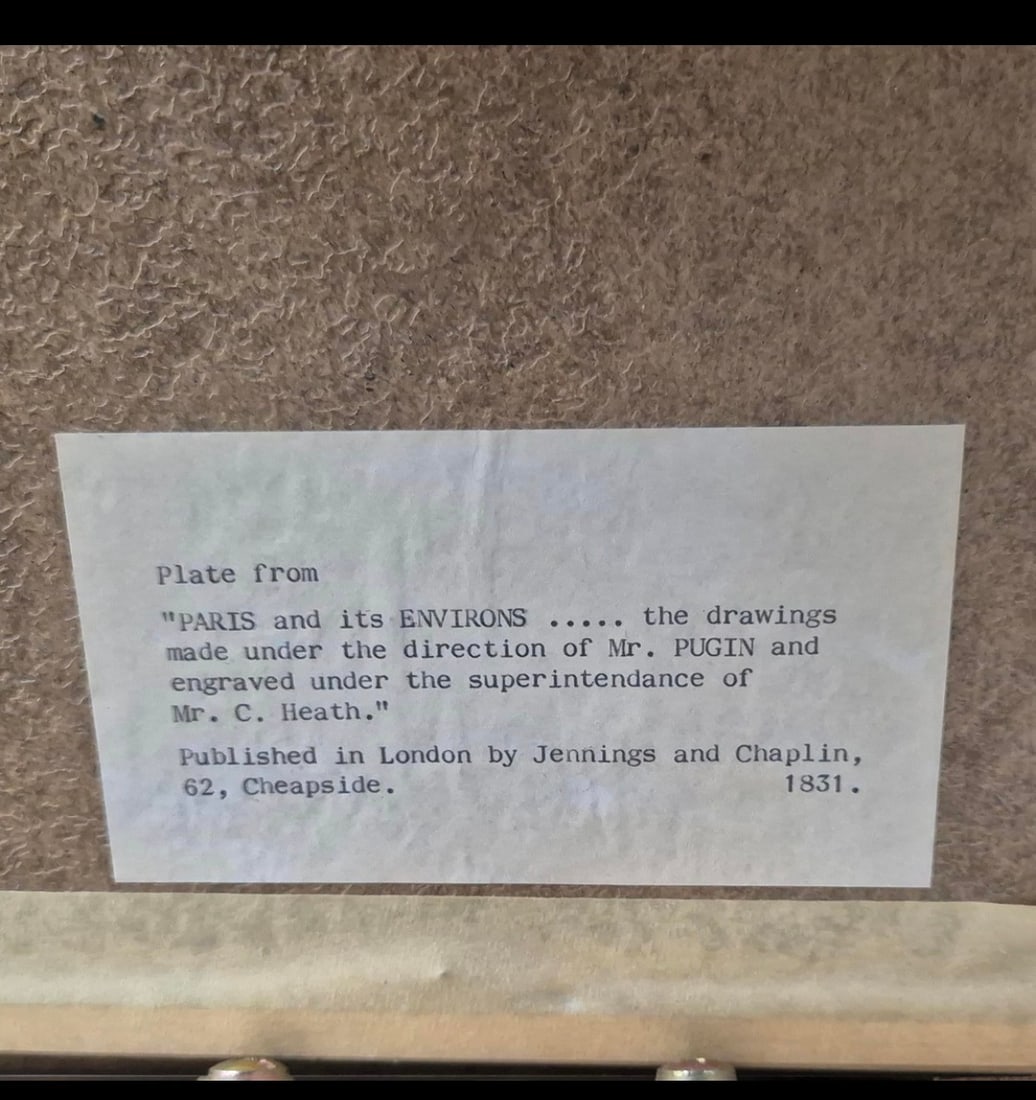 Plate from
"PARIS and its ENVIRONS ..... the drawings
made under the direction of Mr. PUGIN and
engraved under the superintendance of
Mr. C. Heath."
Published in London by Jennings and Chaplin,
62, Cheapside. 1831.